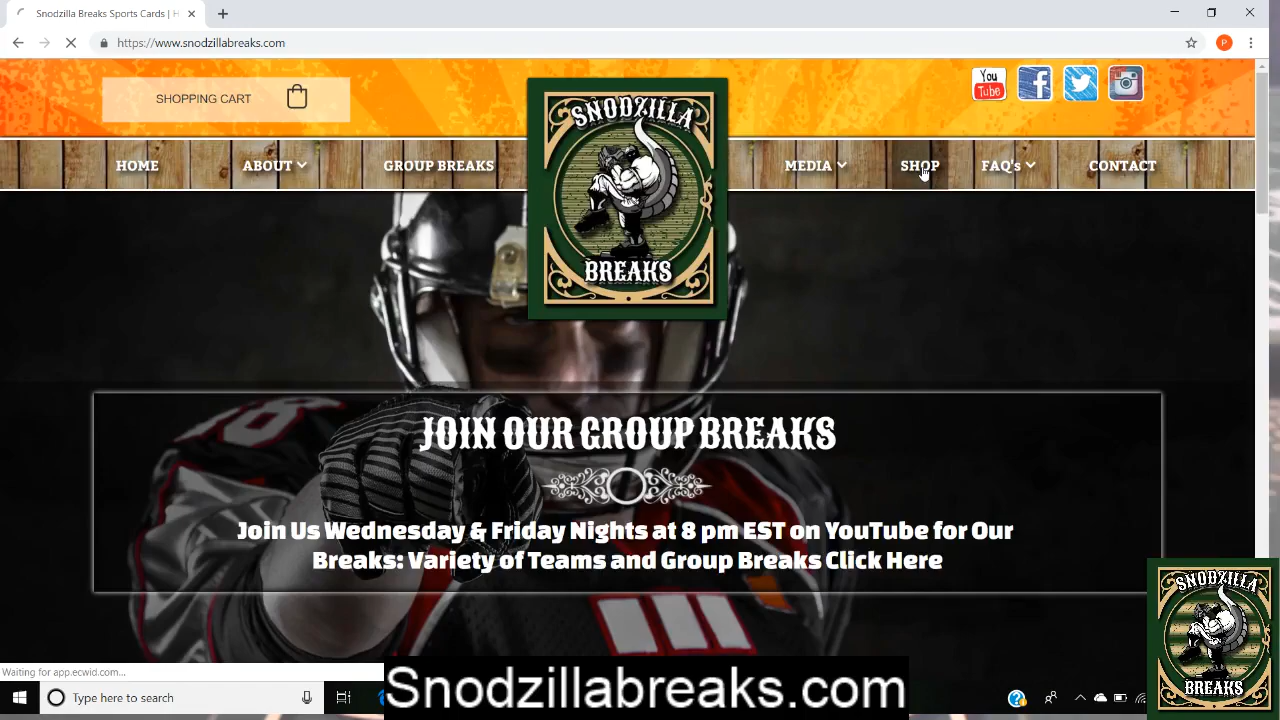 Snodzilla Breaks Sports Cards | H
https://www.snodzillabreaks.com
P
SHOPPING CART
You
Tube
SNODZILLA
BREAKS
HOME
ABOUT
GROUP BREAKS
MEDIA
SHOP
FAQ's
CONTACT
JOIN OUR GROUP BREAKS
Join Us Wednesday & Friday Nights at 8 pm EST on YouTube for Our
Breaks: Variety of Teams and Group Breaks Click Here
Waiting for app.ecwid.com...
Type here to search
Snodzillabreaks.com
SNODZILLA
BREAKS